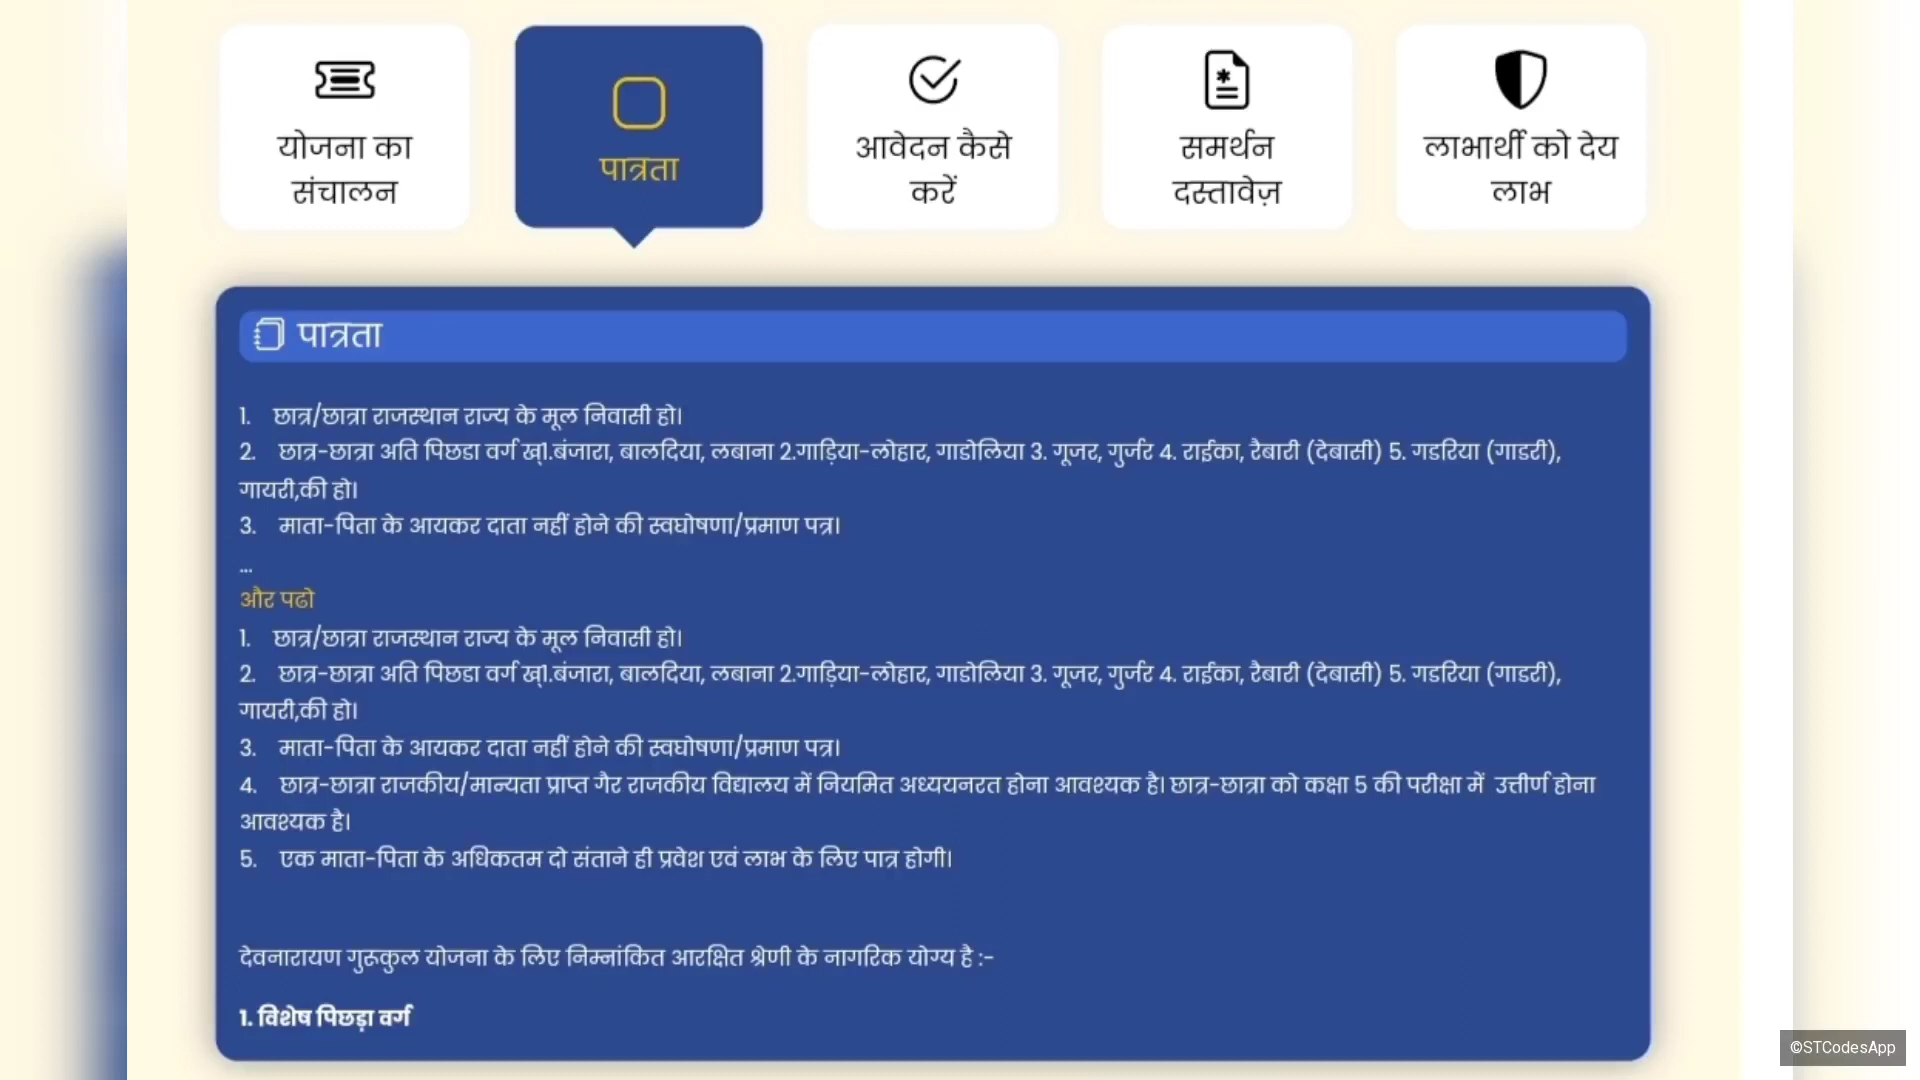 योजना का
संचालन
पात्रता
आवेदन कैसे
करें
समर्थन
दस्तावेज़
लाभार्थी को देय
लाभ
पात्रता
1. छात्र/छात्रा राजस्थान राज्य के मूल निवासी हो।
2. छात्र-छात्रा अति पिछडा वर्ग ख्1.बंजारा, बालदिया, लबाना 2.गाड़िया-लोहार, गाडोलिया 3. गूजर, गुर्जर 4. राईका, रैबारी (देबासी) 5. गडरिया (गाडरी),
गायरी,की हो।
3. माता-पिता के आयकर दाता नहीं होने की स्वघोषणा/प्रमाण पत्र।
...
और पढो
1. छात्र/छात्रा राजस्थान राज्य के मूल निवासी हो।
2. छात्र-छात्रा अति पिछडा वर्ग ख्1.बंजारा, बालदिया, लबाना 2.गाड़िया-लोहार, गाडोलिया 3. गूजर, गुर्जर 4. राईका, रैबारी (देबासी) 5. गडरिया (गाडरी),
गायरी,की हो।
3. माता-पिता के आयकर दाता नहीं होने की स्वघोषणा/प्रमाण पत्र।
4. छात्र-छात्रा राजकीय/मान्यता प्राप्त गैर राजकीय विद्यालय में नियमित अध्ययनरत होना आवश्यक है। छात्र-छात्रा को कक्षा 5 की परीक्षा में उत्तीर्ण होना
आवश्यक है।
5. एक माता-पिता के अधिकतम दो संताने ही प्रवेश एवं लाभ के लिए पात्र होगी।
देवनारायण गुरूकुल योजना के लिए निम्नांकित आरक्षित श्रेणी के नागरिक योग्य है :-
1. विशेष पिछड़ा वर्ग
©STCodesApp